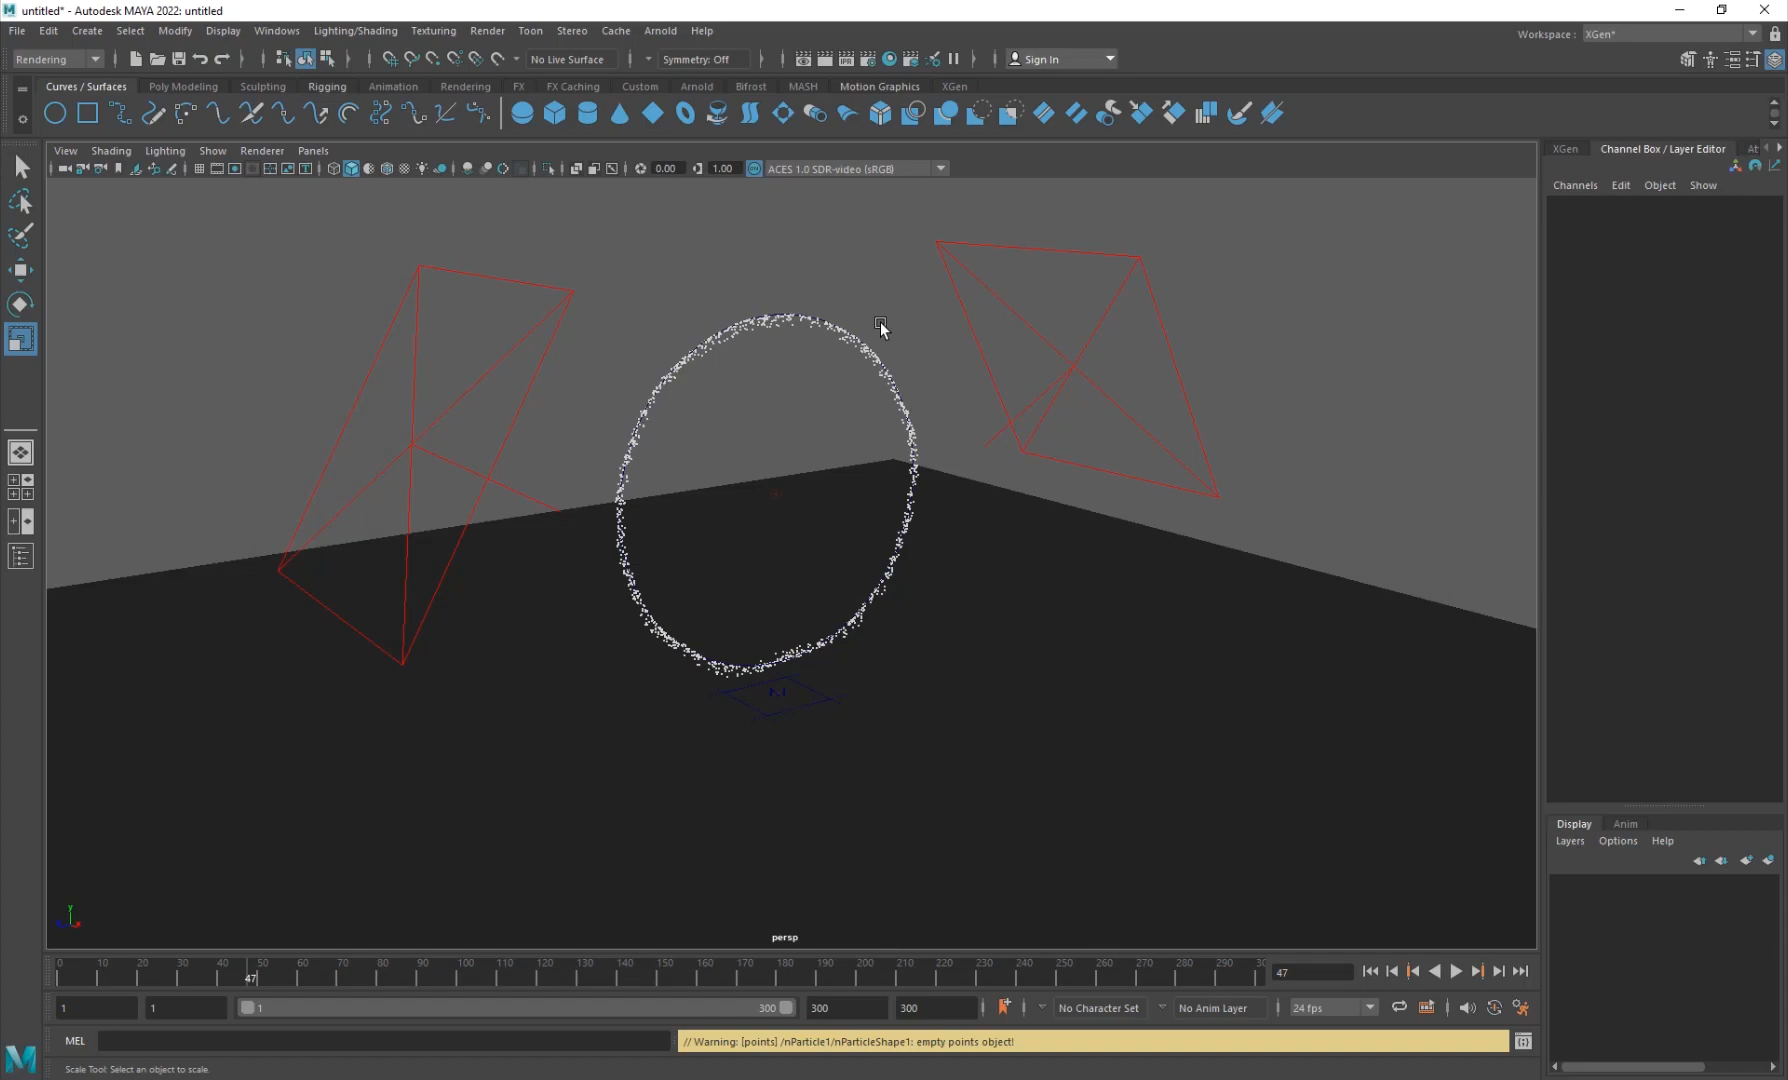 untitled* - Autodesk MAYA 2022: untitled
File Edit Create Select Modify Display Windows Lighting/Shading Texturing Render Toon Stereo Cache Arnold Help
Workspace : XGen*
Rendering No Live Surface Symmetry: Off Sign In
Curves / Surfaces Poly Modeling Sculpting Rigging Animation Rendering FX FX Caching Custom Arnold Bifrost MASH Motion Graphics XGen
IPR
View Shading Lighting Show Renderer Panels
0.00 1.00 ACES 1.0 SDR-video (sRGB)
XGen Channel Box / Layer Editor At
Channels Edit Object Show
N
y
persp
Display Anim
Layers Options Help
0 10 20 30 40 50 60 70 80 90 100 110 120 130 140 150 160 170 180 190 200 210 220 230 240 250 260 270 280 290 30
47
47
1 1 1 300 300 300 No Character Set No Anim Layer 24 fps
MEL // Warning: [points] /nParticle1/nParticleShape1: empty points object!
Scale Tool: Select an object to scale.